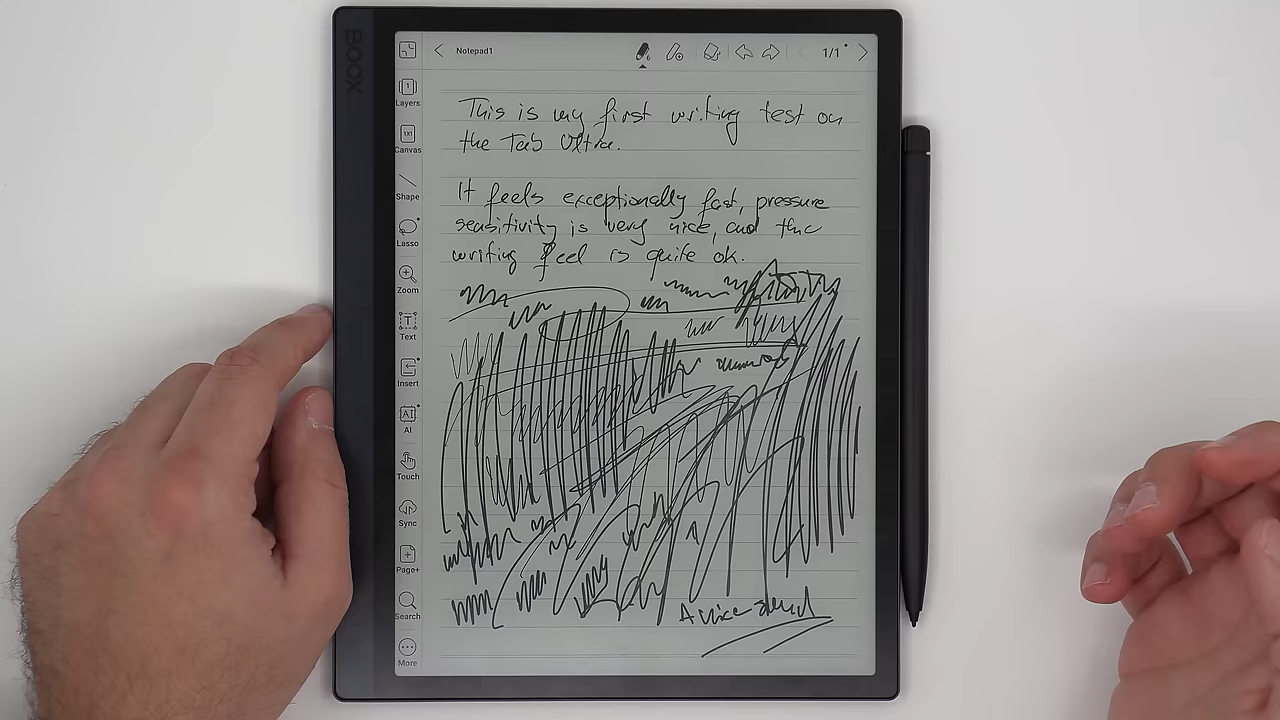 BOOX
Notepad1
1/1
Layers
Canvas
Shape
Lasso
Zoom
Text
Insert
AI
AI
Touch
Sync
Page+
Search
More
This is my first writing test on
the Tab Ultra.
It feels exceptionally fast, pressure
sensitivity is very nice, and the
writing feel is quite ok.
A nice